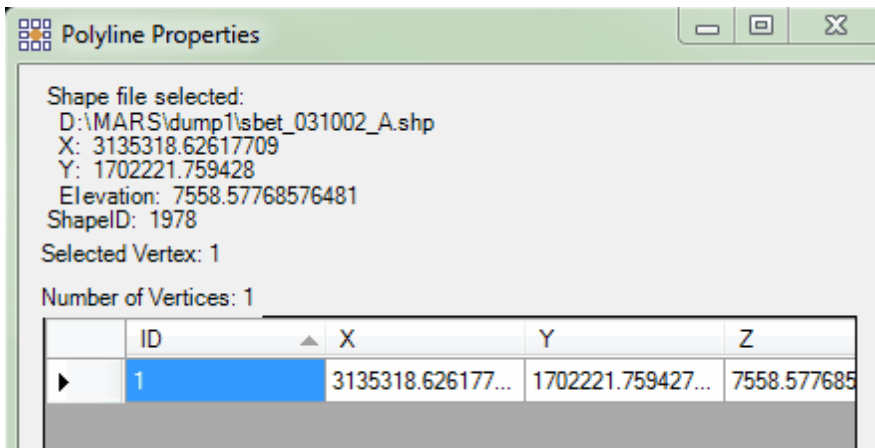 Polyline Properties
Shape file selected:
D:\MARS\dump1\sbet_031002_A.shp
X: 3135318.62617709
Y: 1702221.759428
Elevation: 7558.57768576481
ShapeID: 1978
Selected Vertex: 1
Number of Vertices: 1
ID X Y Z
1 3135318.626177... 1702221.759427... 7558.577685